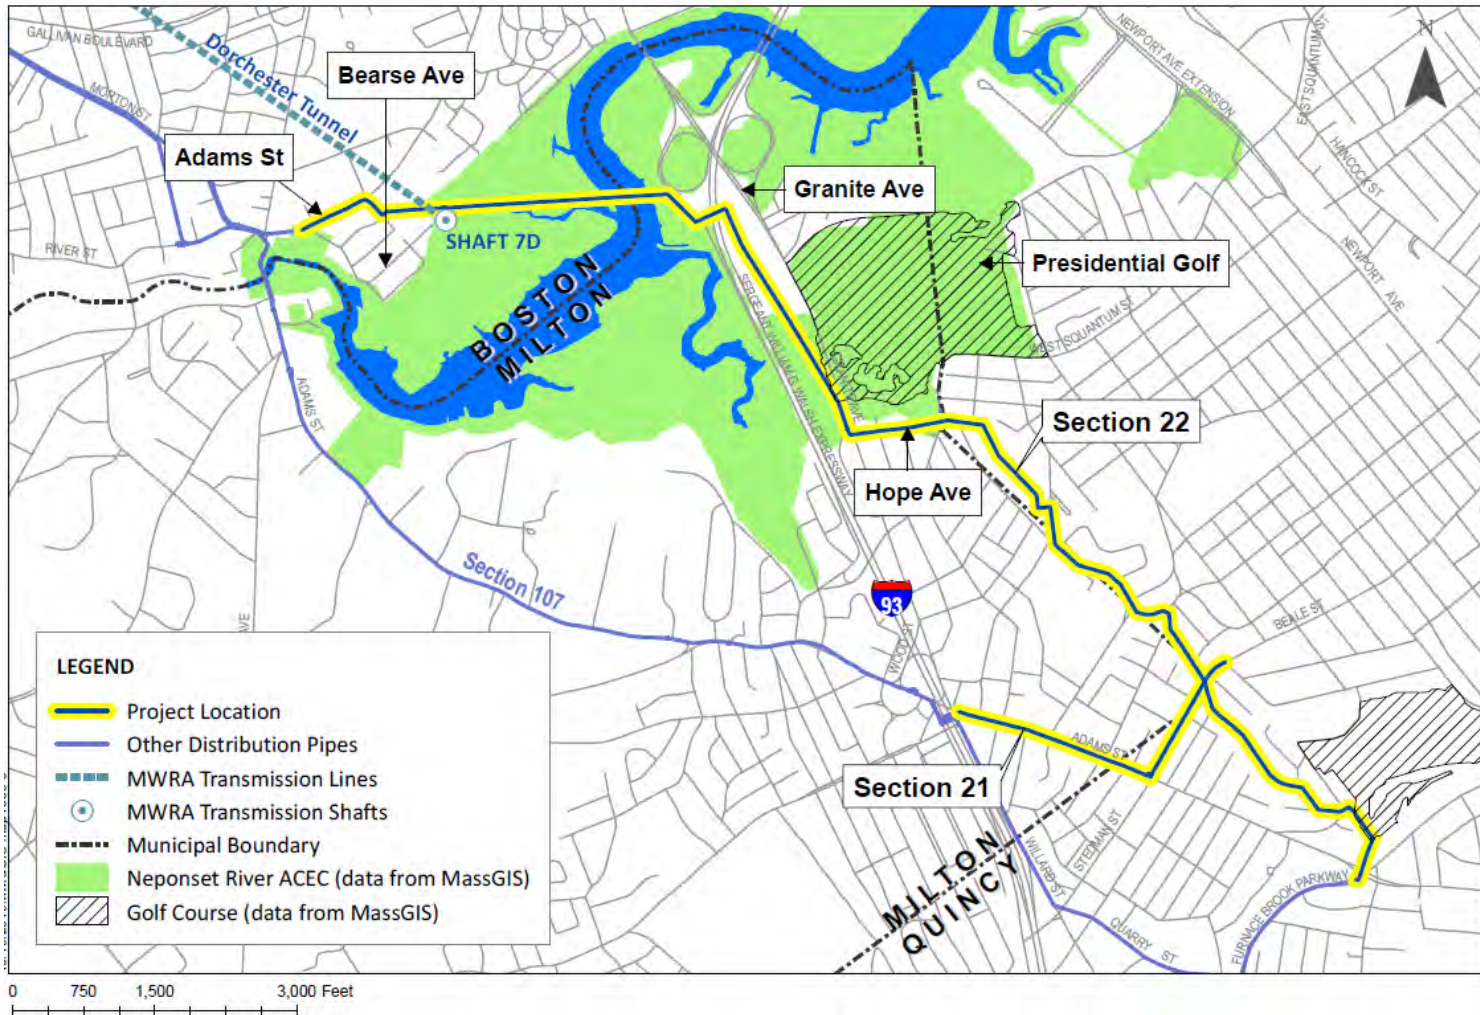 GALLIVAN BOULEVARD
MORTON ST
Dorchester Tunnel
Bearse Ave
Adams St
NEWPORT AVE EXTENSION
EAST SQUANTUM ST
N
HANCOCK ST
Granite Ave
SHAFT 7D
RIVER ST
Presidential Golf
NEWPORT AVE
BOSTON
MILTON
SERGEANT WILLIAM G WALSH EXPRESSWAY
WEST SQUANTUM ST
ADAMS ST
Section 22
Hope Ave
Section 107
93
WOOD ST
BEALE ST
AVE
ADAMS ST
Section 21
STEDMAN ST
WILLARD ST
MILTON
QUINCY
QUARRY ST
FURNACE BROOK PARKWAY
LEGEND
Project Location
Other Distribution Pipes
MWRA Transmission Lines
MWRA Transmission Shafts
Municipal Boundary
Neponset River ACEC (data from MassGIS)
Golf Course (data from MassGIS)
0 750 1,500 3,000 Feet